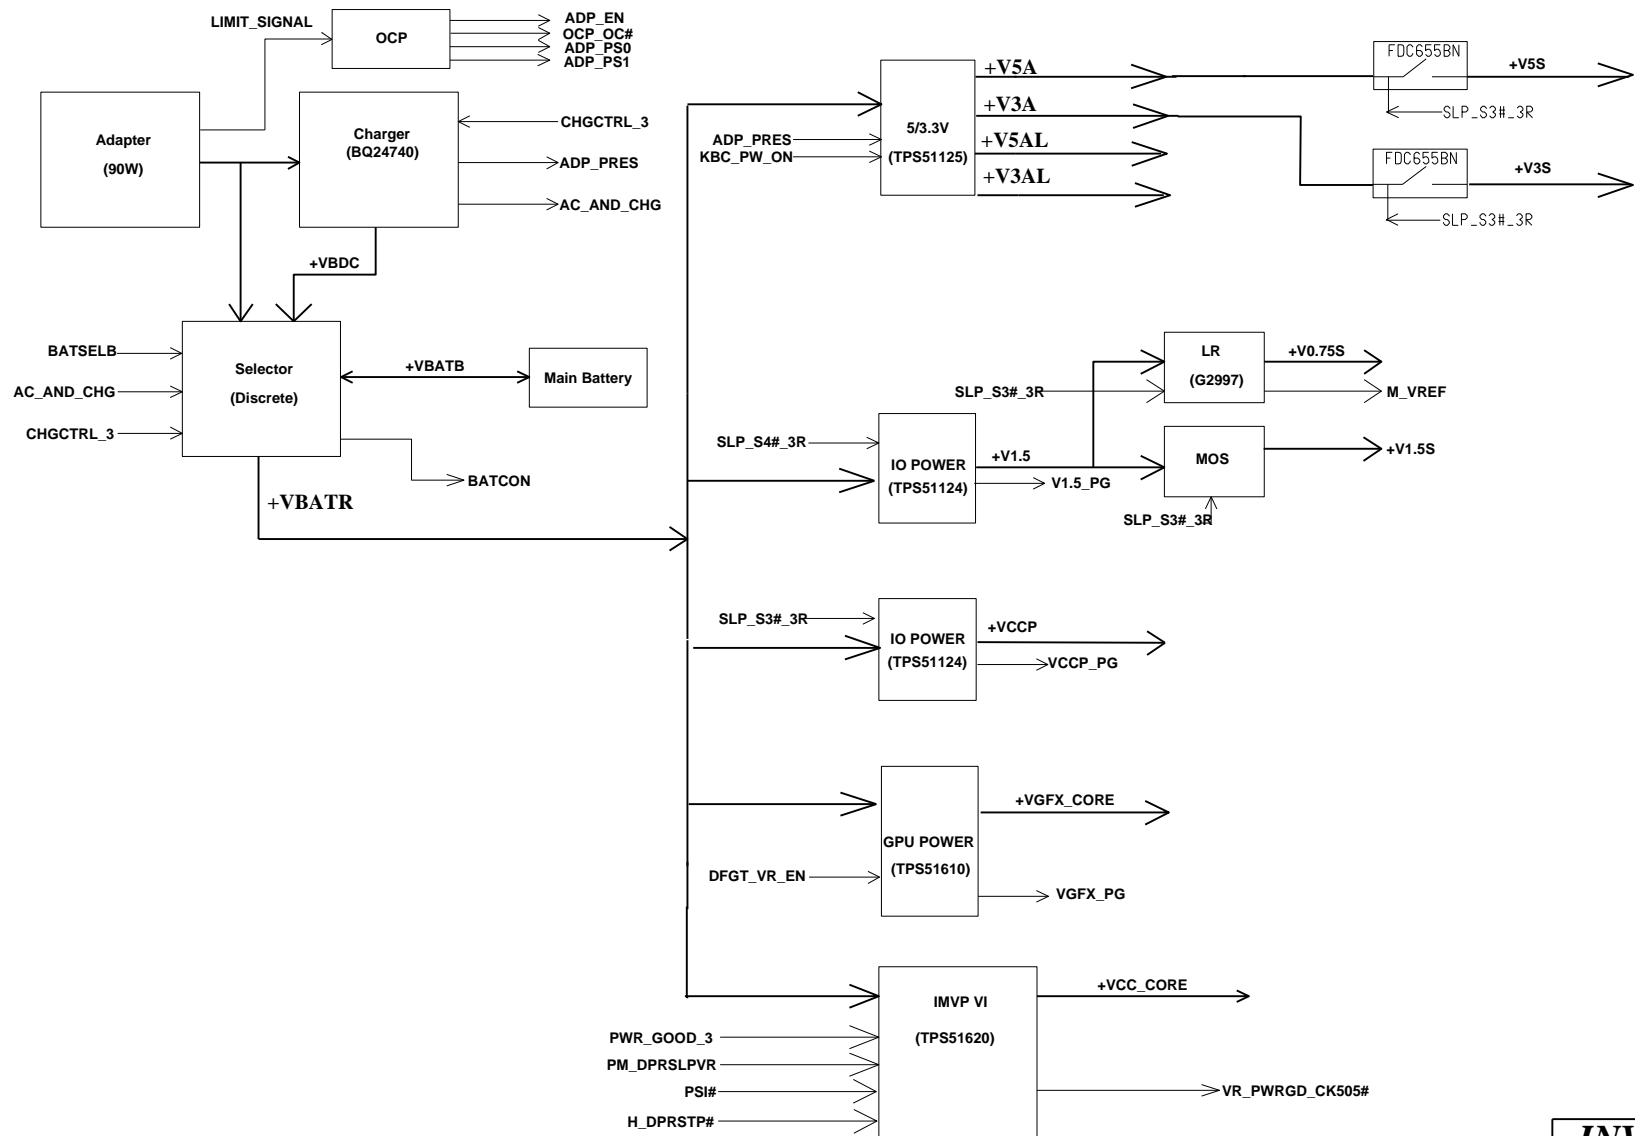 LIMIT_SIGNAL
OCP
ADP_EN
OCP_OC#
ADP_PS0
ADP_PS1
Adapter
(90W)
Charger
(BQ24740)
CHGCTRL_3
ADP_PRES
AC_AND_CHG
+VBDC
BATSELB
AC_AND_CHG
CHGCTRL_3
Selector
(Discrete)
+VBATB
Main Battery
BATCON
+VBATR
ADP_PRES
KBC_PW_ON
5/3.3V
(TPS51125)
+V5A
+V3A
+V5AL
+V3AL
FDC655BN
+V5S
SLP_S3#_3R
FDC655BN
+V3S
SLP_S3#_3R
SLP_S4#_3R
IO POWER
(TPS51124)
+V1.5
V1.5_PG
SLP_S3#_3R
LR
(G2997)
+V0.75S
M_VREF
MOS
+V1.5S
SLP_S3#_3R
SLP_S3#_3R
IO POWER
(TPS51124)
+VCCP
VCCP_PG
DFGT_VR_EN
GPU POWER
(TPS51610)
+VGFX_CORE
VGFX_PG
IMVP VI
(TPS51620)
+VCC_CORE
PWR_GOOD_3
PM_DPRSLPVR
PSI#
H_DPRSTP#
VR_PWRGD_CK505#